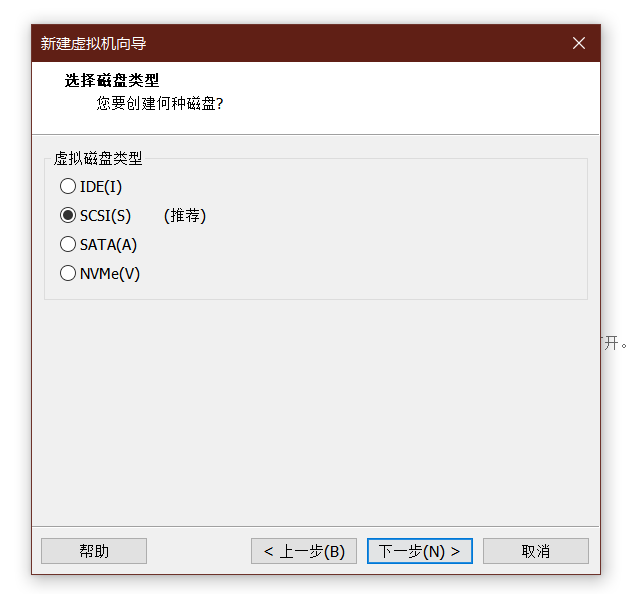 新建虚拟机向导
选择磁盘类型
您要创建何种磁盘?
虚拟磁盘类型
IDE(I)
SCSI(S) (推荐)
SATA(A)
NVMe(V)
开。
帮助 < 上一步(B) 下一步(N) > 取消